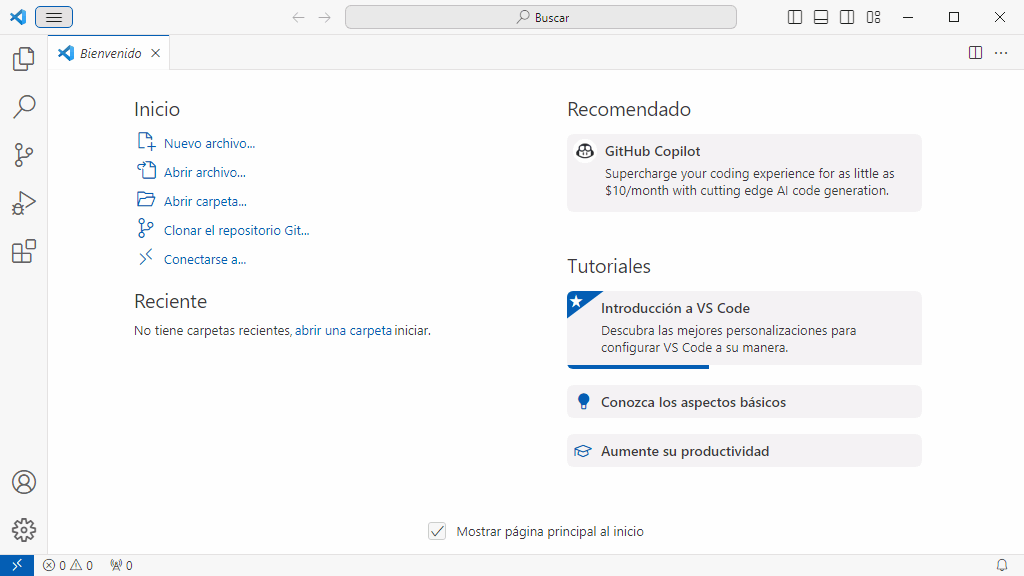 Buscar
Bienvenido
Inicio
Nuevo archivo...
Abrir archivo...
Abrir carpeta...
Clonar el repositorio Git...
Conectarse a...
Reciente
No tiene carpetas recientes, abrir una carpeta iniciar.
Recomendado
GitHub Copilot
Supercharge your coding experience for as little as
$10/month with cutting edge AI code generation.
Tutoriales
Introducción a VS Code
Descubra las mejores personalizaciones para
configurar VS Code a su manera.
Conozca los aspectos básicos
Aumente su productividad
Mostrar página principal al inicio
0 0 0